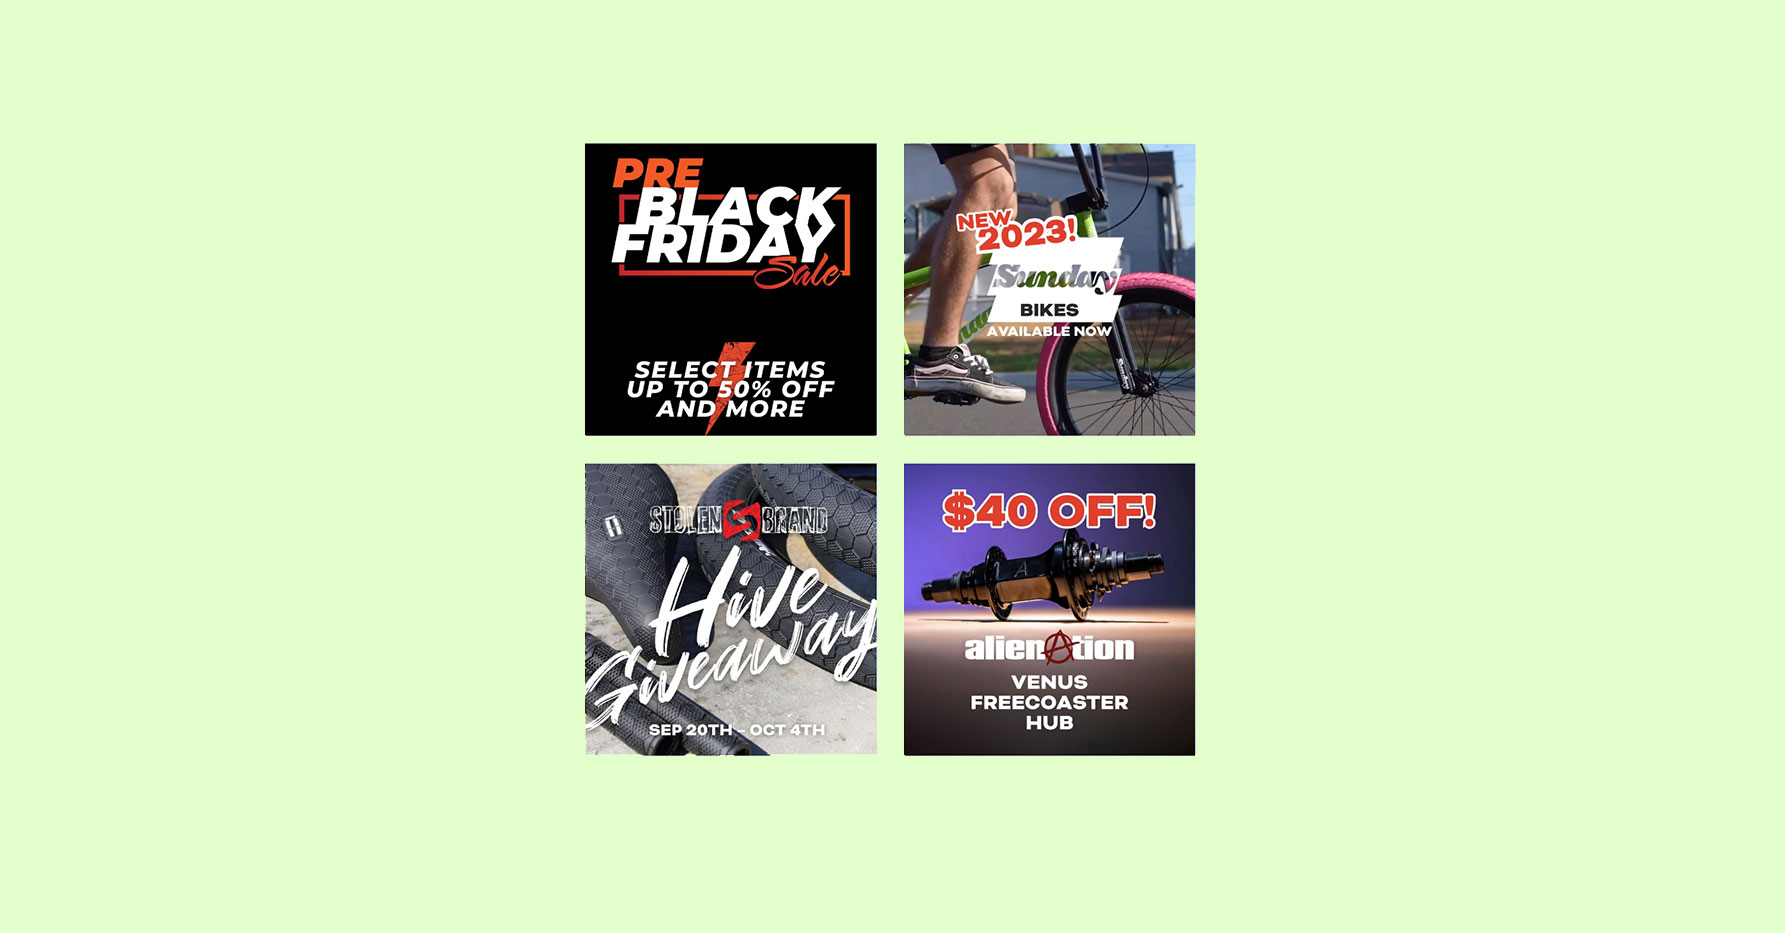 PRE
BLACK
FRIDAY
Sale
SELECT ITEMS
UP TO 50% OFF
AND MORE
NEW
2023!
Sunday
BIKES
AVAILABLE NOW
Sunday
STOLEN BRAND
Hive
Giveaway
SEP 20TH - OCT 4TH
$40 OFF!
alienAtion
VENUS
FREECOASTER
HUB